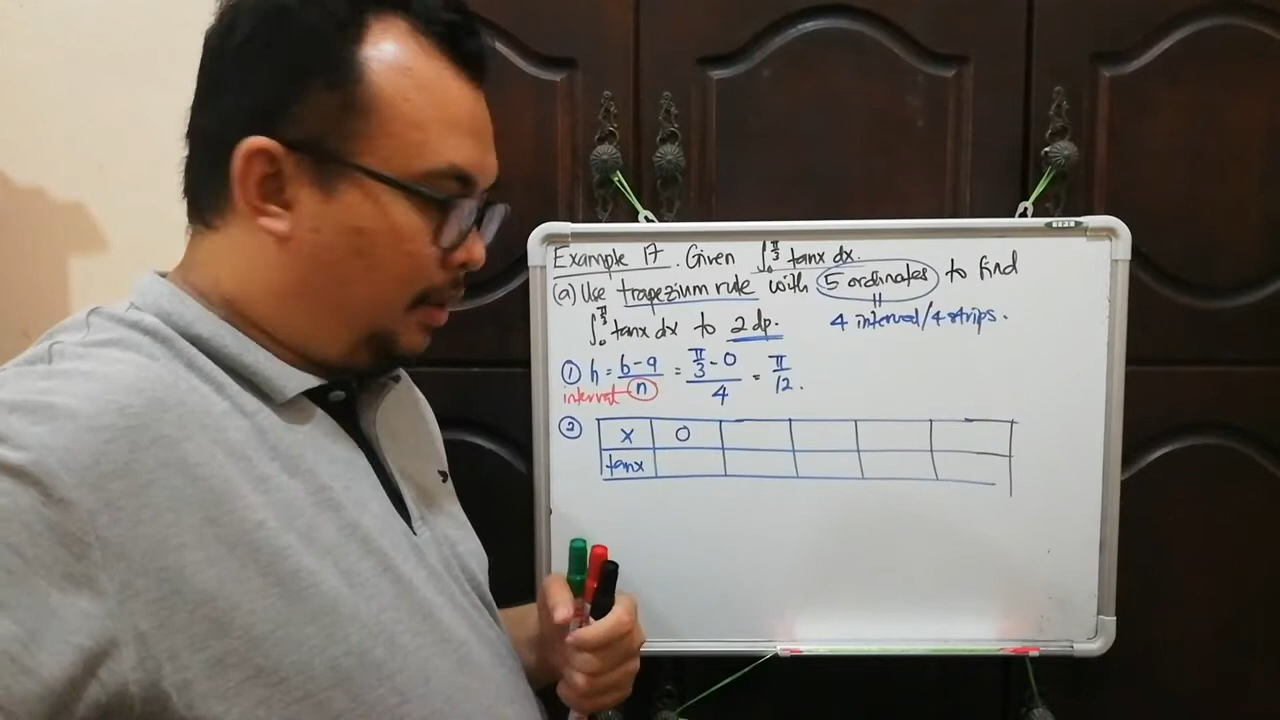 Example 17. Given ∫₀^(π/3) tanx dx.
(a) Use trapezium rule with 5 ordinates to find
∫₀^(π/3) tanx dx to 2 dp.
= 4 interval/4 strips.
① h = (b-a)/n = (π/3 - 0)/4 = π/12.
interval
② x 0
tanx